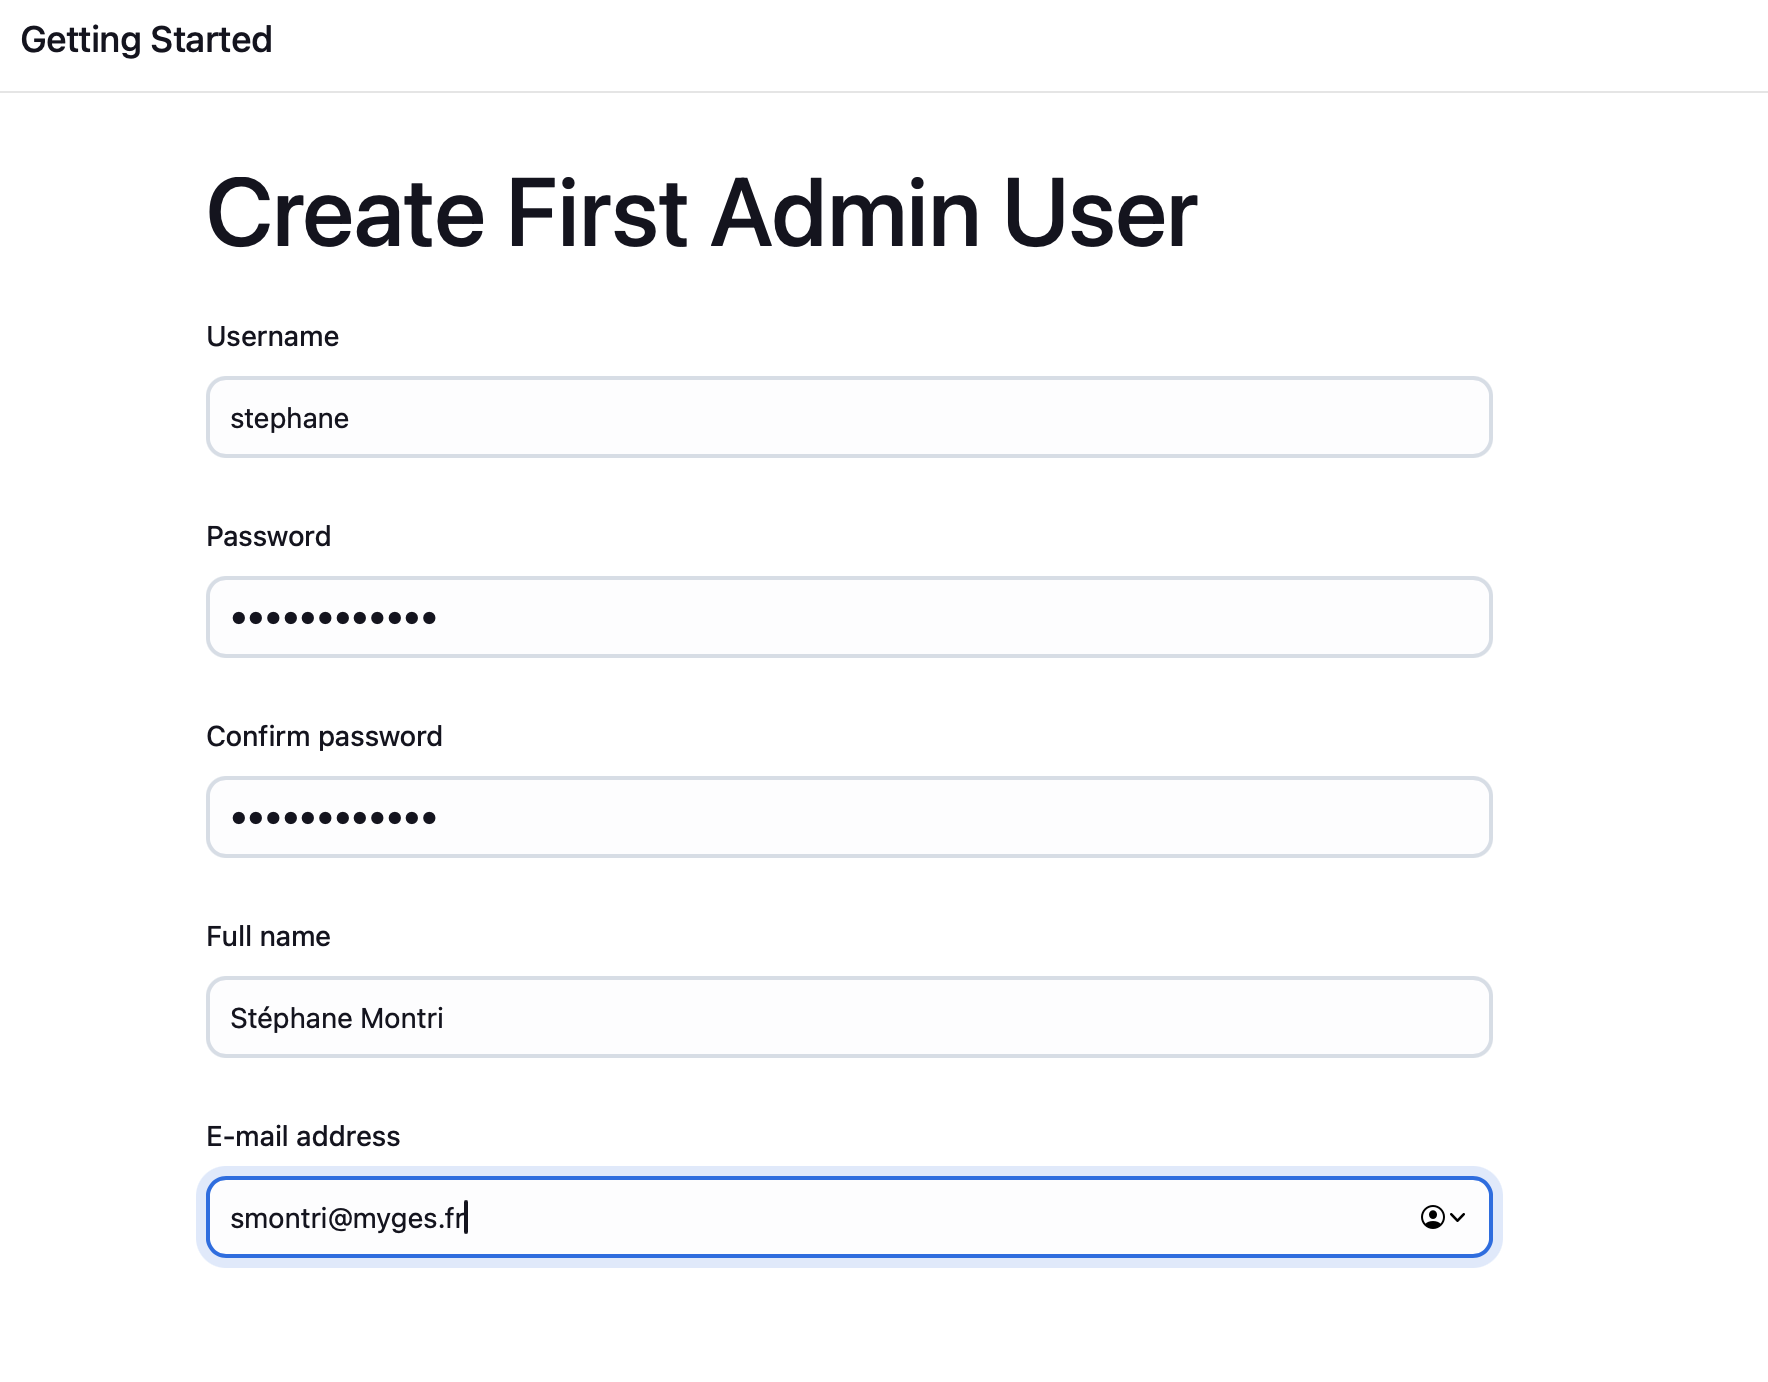 Getting Started
Create First Admin User
Username
stephane
Password
••••••••••••
Confirm password
••••••••••••
Full name
Stéphane Montri
E-mail address
smontri@myges.fr